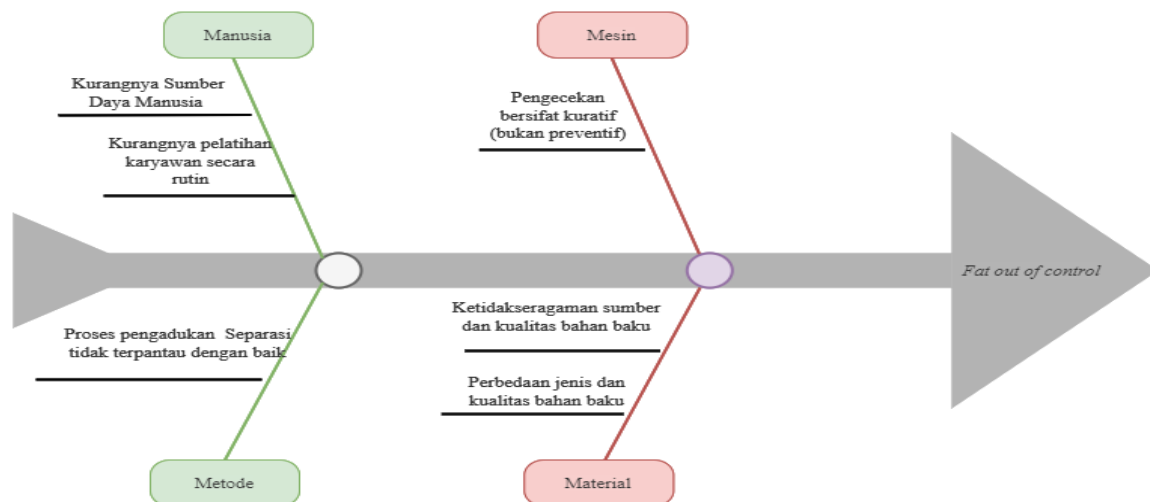 Manusia
Mesin
Kurangnya Sumber
Daya Manusia
Pengecekan
bersifat kuratif
(bukan preventif)
Kurangnya pelatihan
karyawan secara
rutin
Fat out of control
Ketidakseragaman sumber
dan kualitas bahan baku
Proses pengadukan Separasi
tidak terpantau dengan baik
Perbedaan jenis dan
kualitas bahan baku
Metode
Material